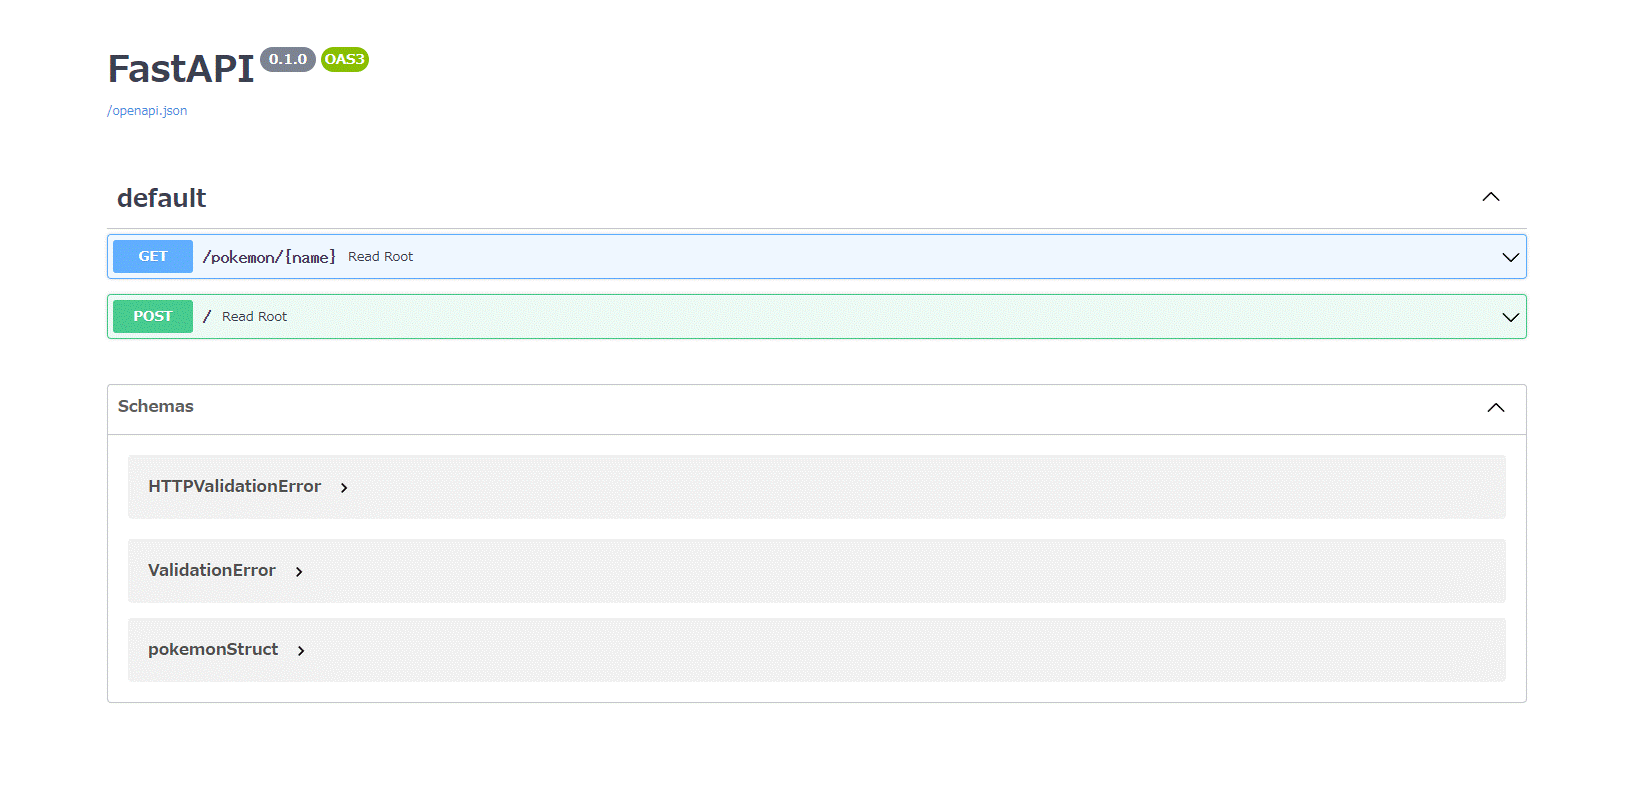 FastAPI 0.1.0 OAS3
/openapi.json
default
GET /pokemon/{name} Read Root
POST / Read Root
Schemas
HTTPValidationError
ValidationError
pokemonStruct